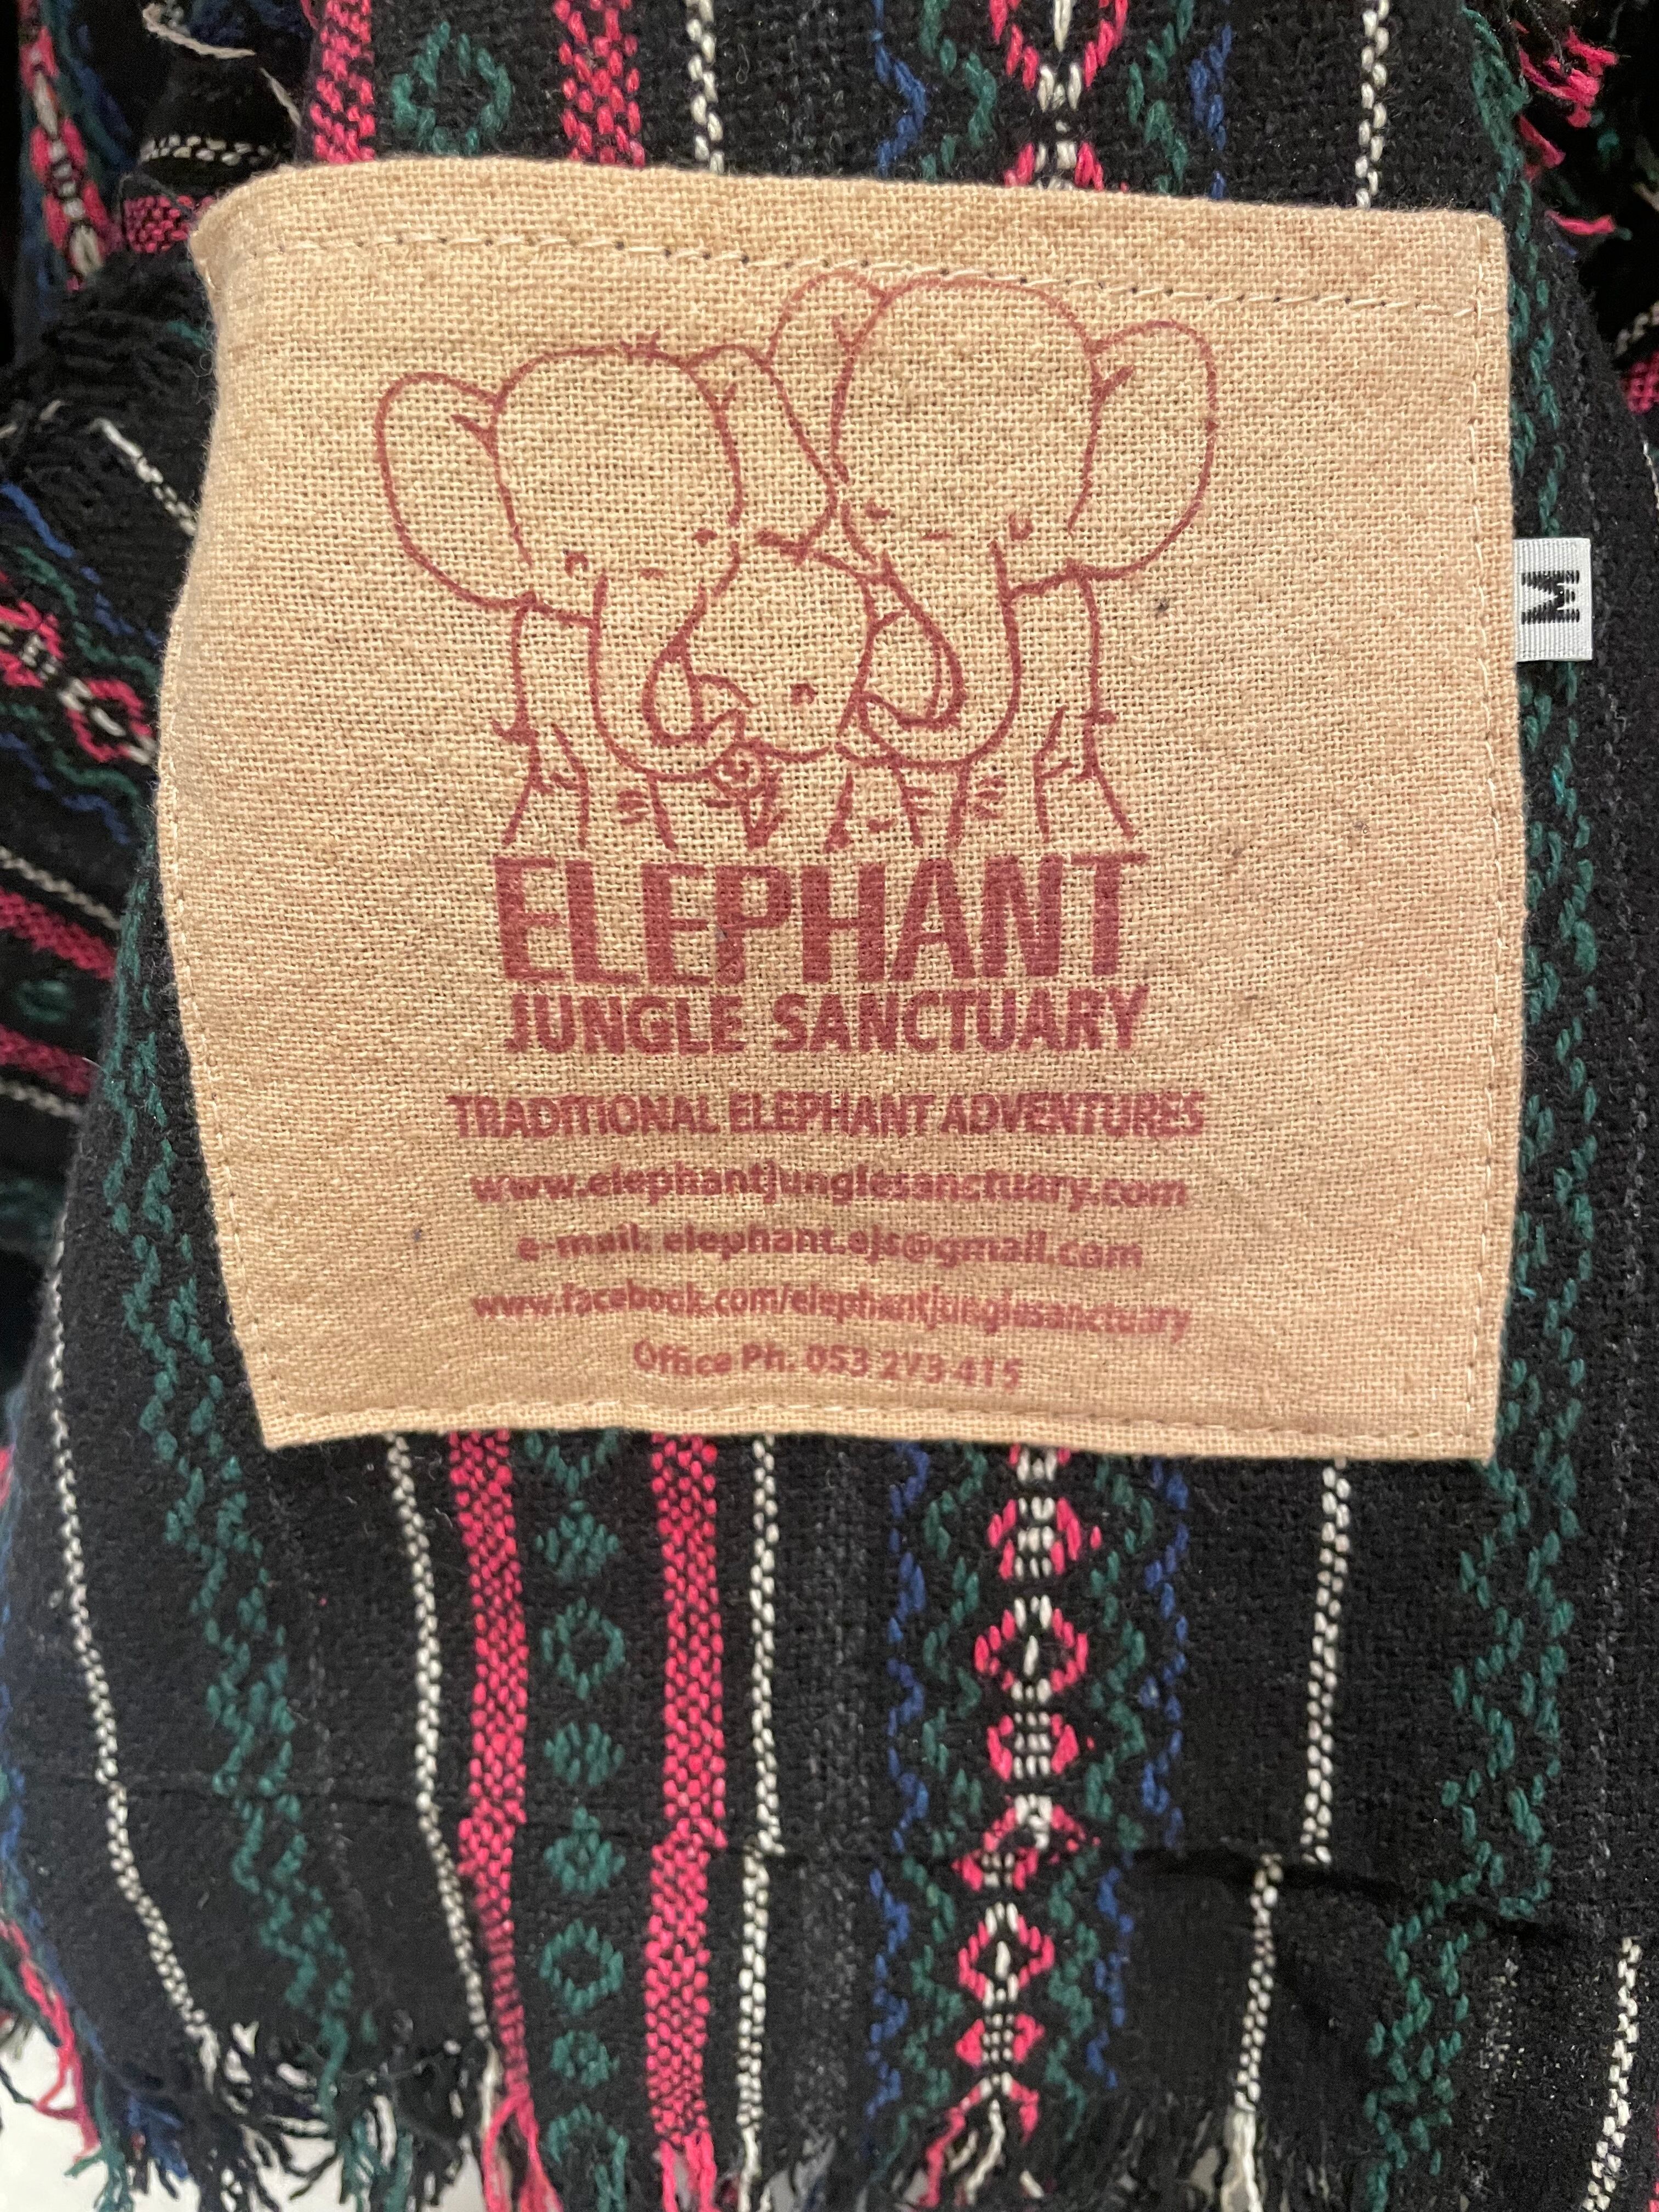 M
ELEPHANT
JUNGLE SANCTUARY
TRADITIONAL ELEPHANT ADVENTURES
www.elephantjunglesanctuary.com
e-mail: elephant.ejs@gmail.com
www.facebook.com/elephantjunglesanctuary
Office Ph. 053 273 415